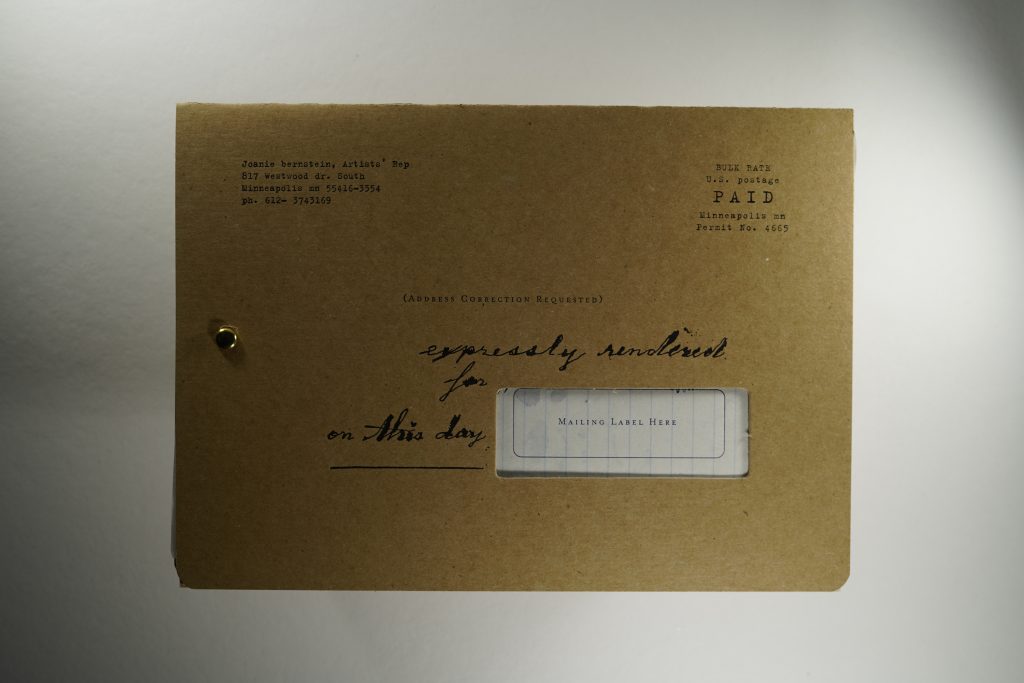 Joanie bernstein, Artists' Rep
817 westwood dr. South
Minneapolis mn 55416-3354
ph. 612- 3743169
BULK RATE
U.S. postage
PAID
Minneapolis mn
Permit No. 4665
(Address Correction Requested)
expressly rendered
for
Mailing Label Here
on this day